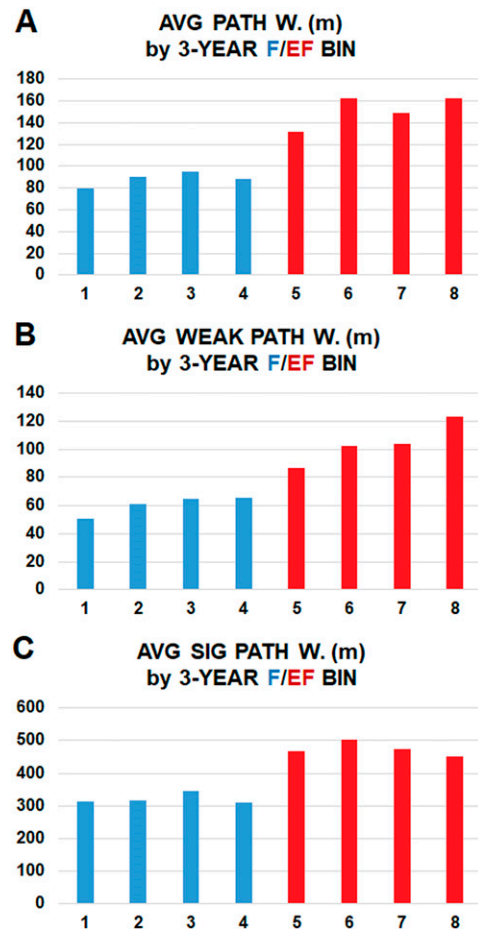 A
AVG PATH W. (m)
by 3-YEAR F/EF BIN
180
160
140
120
100
80
60
40
20
0
1 2 3 4 5 6 7 8
B
AVG WEAK PATH W. (m)
by 3-YEAR F/EF BIN
140
120
100
80
60
40
20
0
1 2 3 4 5 6 7 8
C
AVG SIG PATH W. (m)
by 3-YEAR F/EF BIN
600
500
400
300
200
100
0
1 2 3 4 5 6 7 8